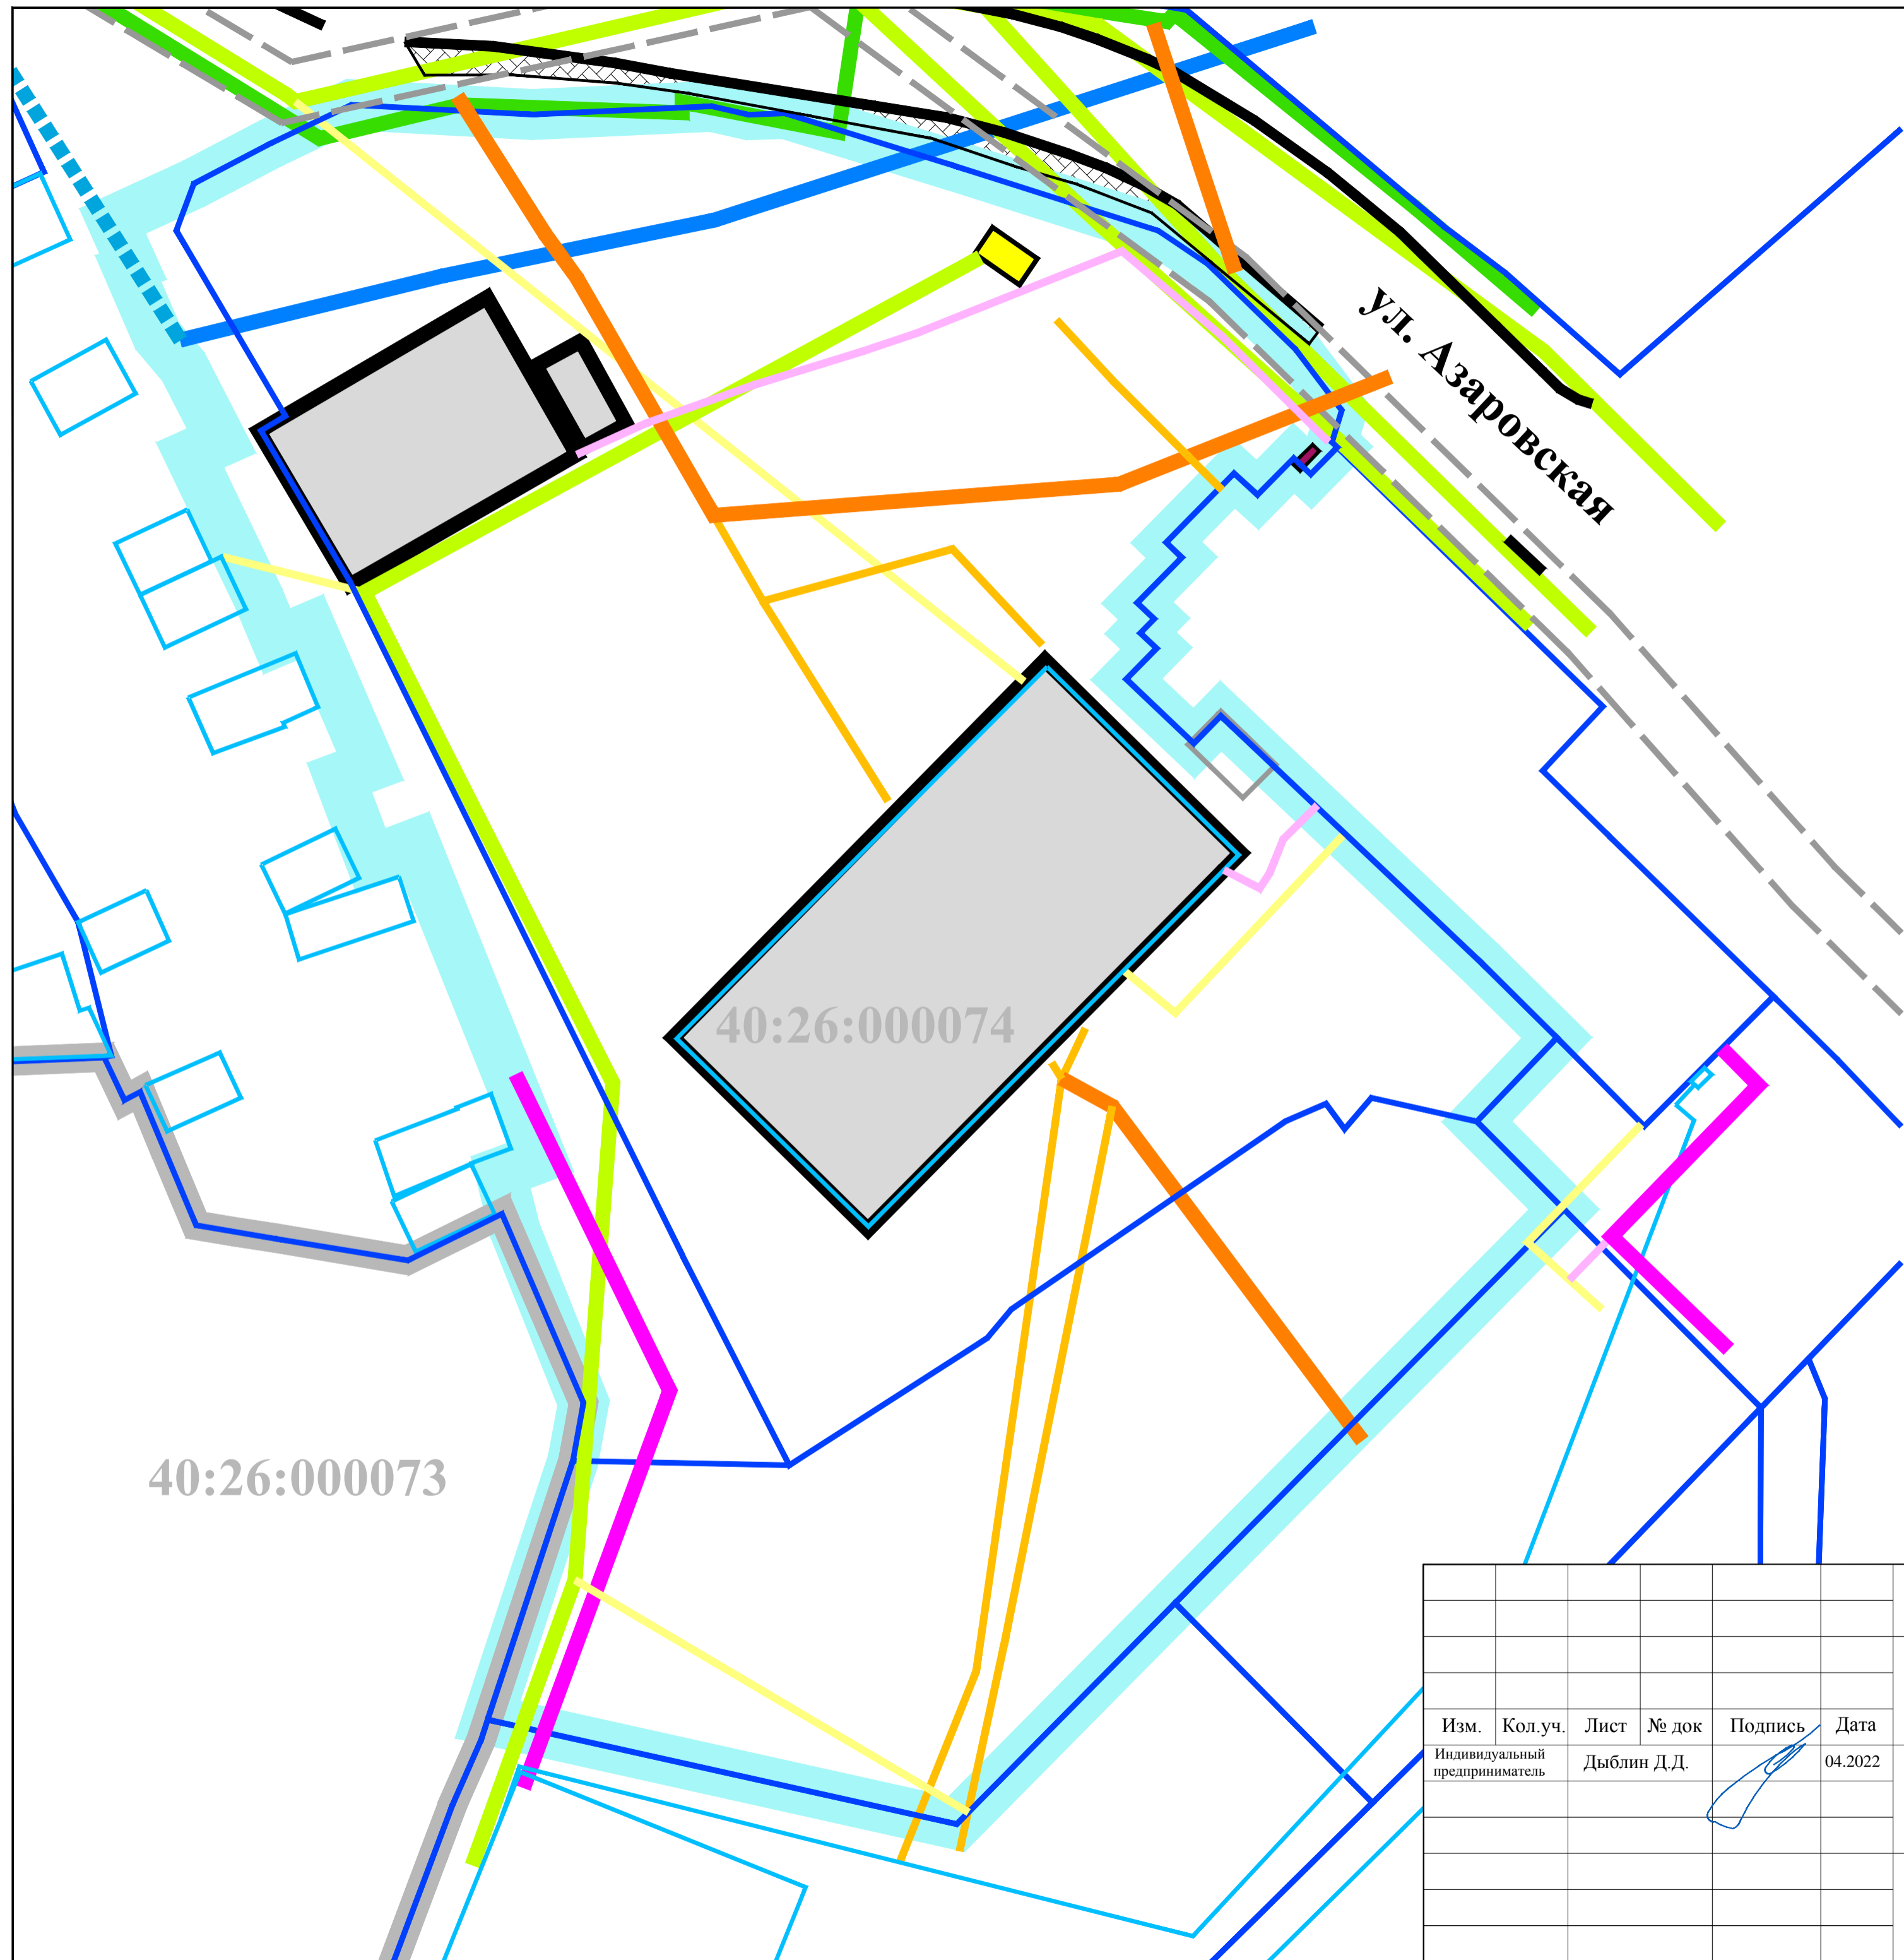 ул. Азаровская
40:26:000074
40:26:000073
Изм. Кол.уч. Лист № док Подпись Дата
Индивидуальный предприниматель Дыблин Д.Д. 04.2022